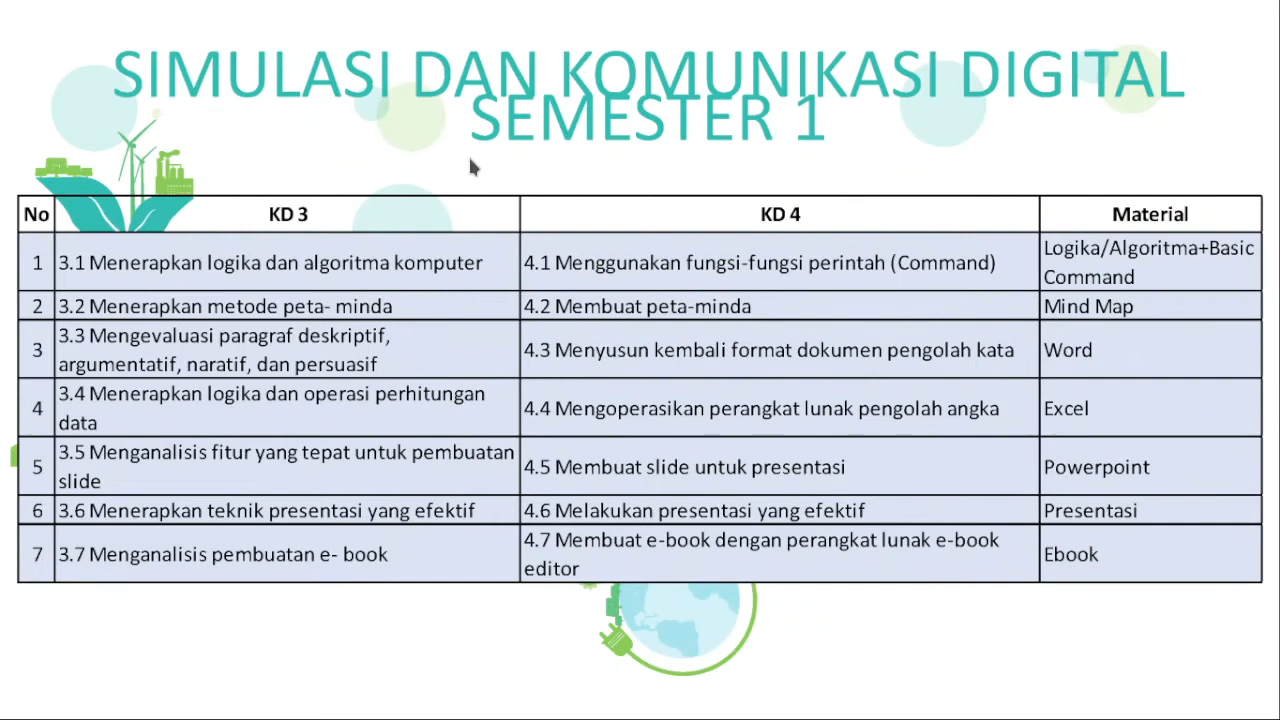 SIMULASI DAN KOMUNIKASI DIGITAL
SEMESTER 1
No KD 3 KD 4 Material
1 3.1 Menerapkan logika dan algoritma komputer 4.1 Menggunakan fungsi-fungsi perintah (Command) Logika/Algoritma+Basic
Command
2 3.2 Menerapkan metode peta- minda 4.2 Membuat peta-minda Mind Map
3 3.3 Mengevaluasi paragraf deskriptif,
argumentatif, naratif, dan persuasif 4.3 Menyusun kembali format dokumen pengolah kata Word
4 3.4 Menerapkan logika dan operasi perhitungan
data 4.4 Mengoperasikan perangkat lunak pengolah angka Excel
5 3.5 Menganalisis fitur yang tepat untuk pembuatan
slide 4.5 Membuat slide untuk presentasi Powerpoint
6 3.6 Menerapkan teknik presentasi yang efektif 4.6 Melakukan presentasi yang efektif Presentasi
7 3.7 Menganalisis pembuatan e- book 4.7 Membuat e-book dengan perangkat lunak e-book
editor Ebook